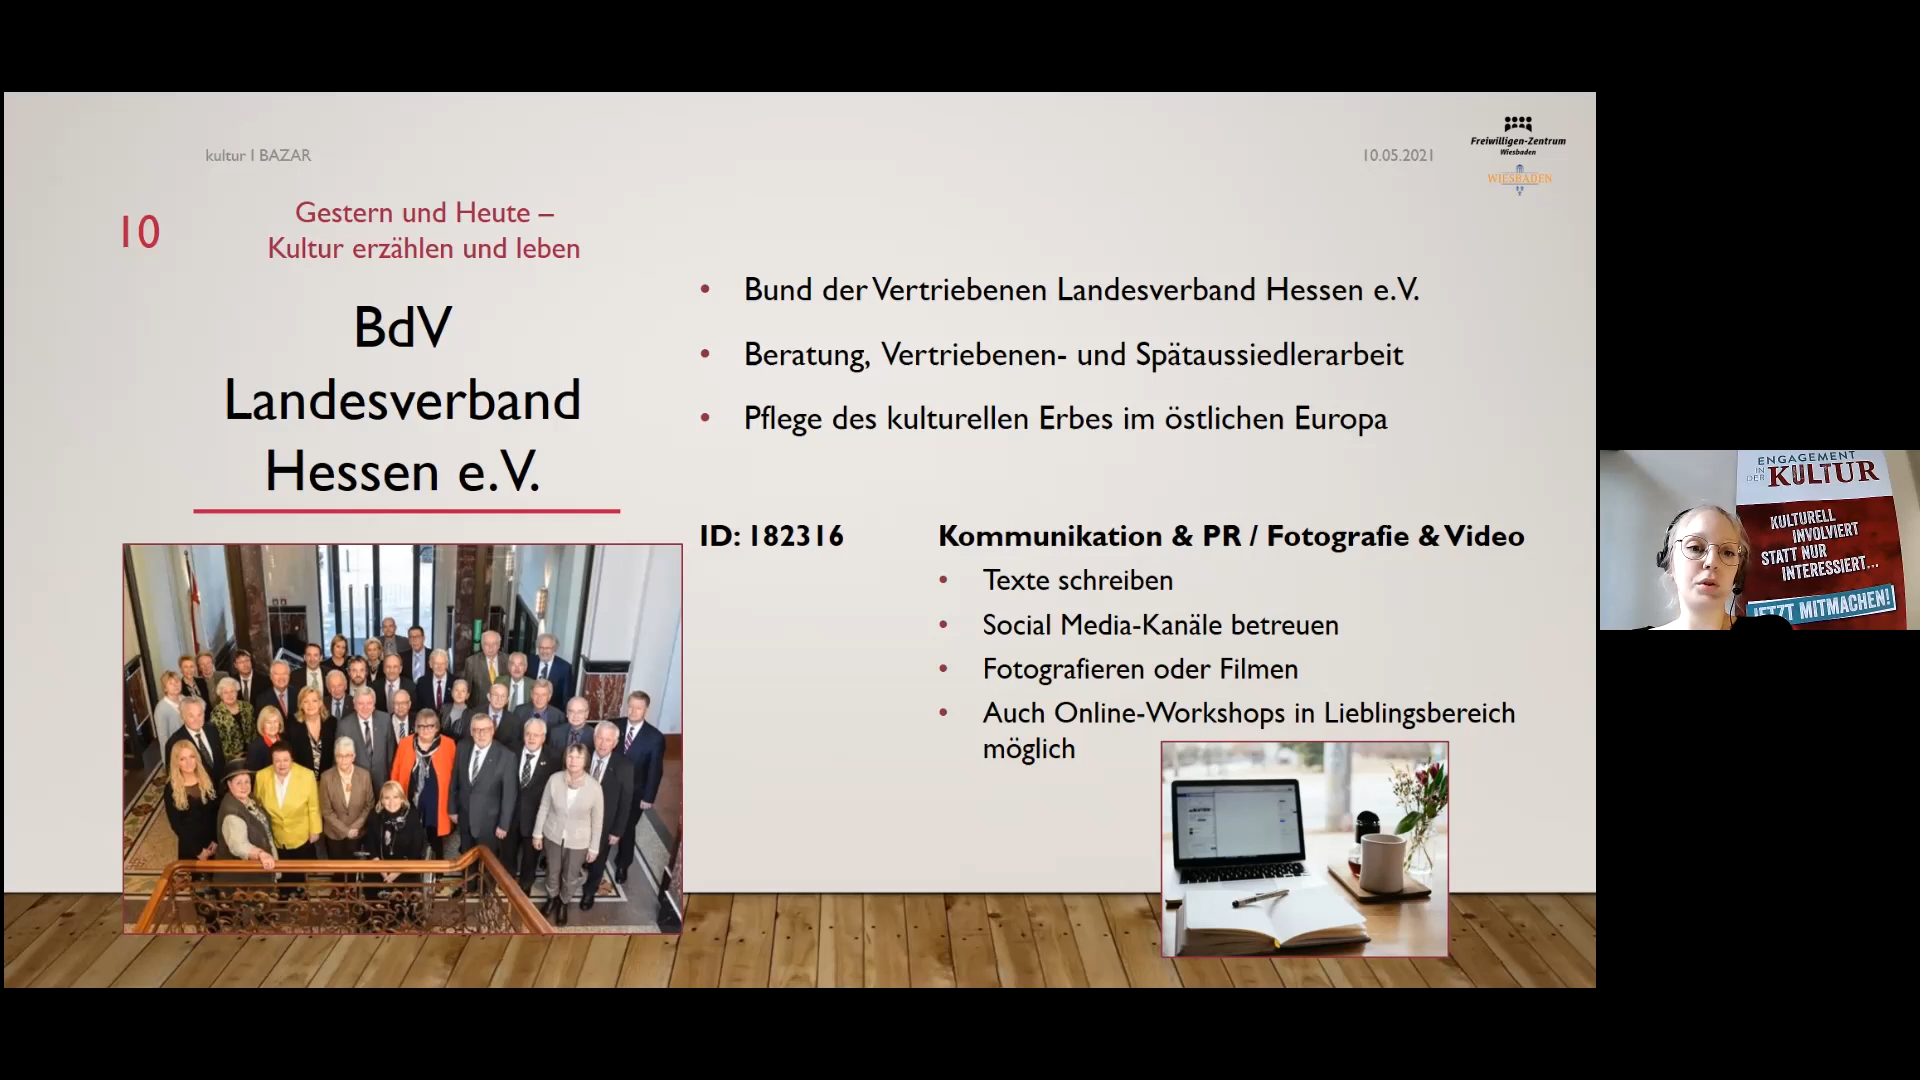 kultur I BAZAR
10.05.2021
Freiwilligen-Zentrum
Wiesbaden
WIESBADEN
10
Gestern und Heute –
Kultur erzählen und leben
BdV
Landesverband
Hessen e.V.
• Bund der Vertriebenen Landesverband Hessen e.V.
• Beratung, Vertriebenen- und Spätaussiedlerarbeit
• Pflege des kulturellen Erbes im östlichen Europa
ID: 182316
Kommunikation & PR / Fotografie & Video
• Texte schreiben
• Social Media-Kanäle betreuen
• Fotografieren oder Filmen
• Auch Online-Workshops in Lieblingsbereich
möglich
ENGAGEMENT
IN DER KULTUR
KULTURELL
INVOLVIERT
STATT NUR
INTERESSIERT...
JETZT MITMACHEN!